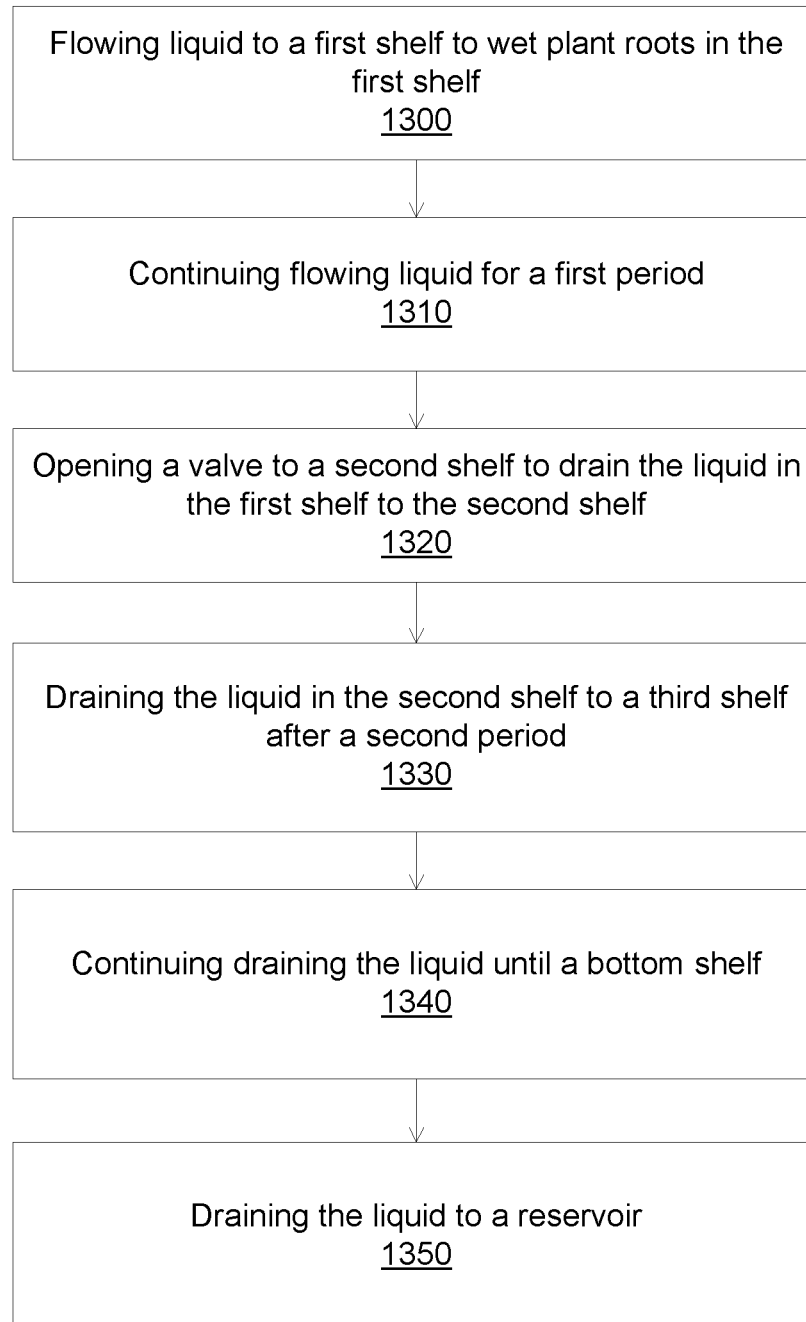 Flowing liquid to a first shelf to wet plant roots in the
first shelf
1300
Continuing flowing liquid for a first period
1310
Opening a valve to a second shelf to drain the liquid in
the first shelf to the second shelf
1320
Draining the liquid in the second shelf to a third shelf
after a second period
1330
Continuing draining the liquid until a bottom shelf
1340
Draining the liquid to a reservoir
1350